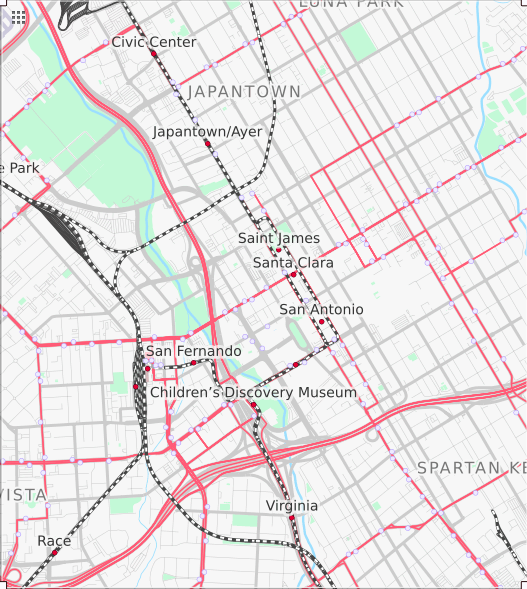 LUNA PARK
Civic Center
JAPANTOWN
Japantown/Ayer
e Park
Saint James
Santa Clara
San Antonio
San Fernando
Children's Discovery Museum
SPARTAN KE
VISTA
Virginia
Race